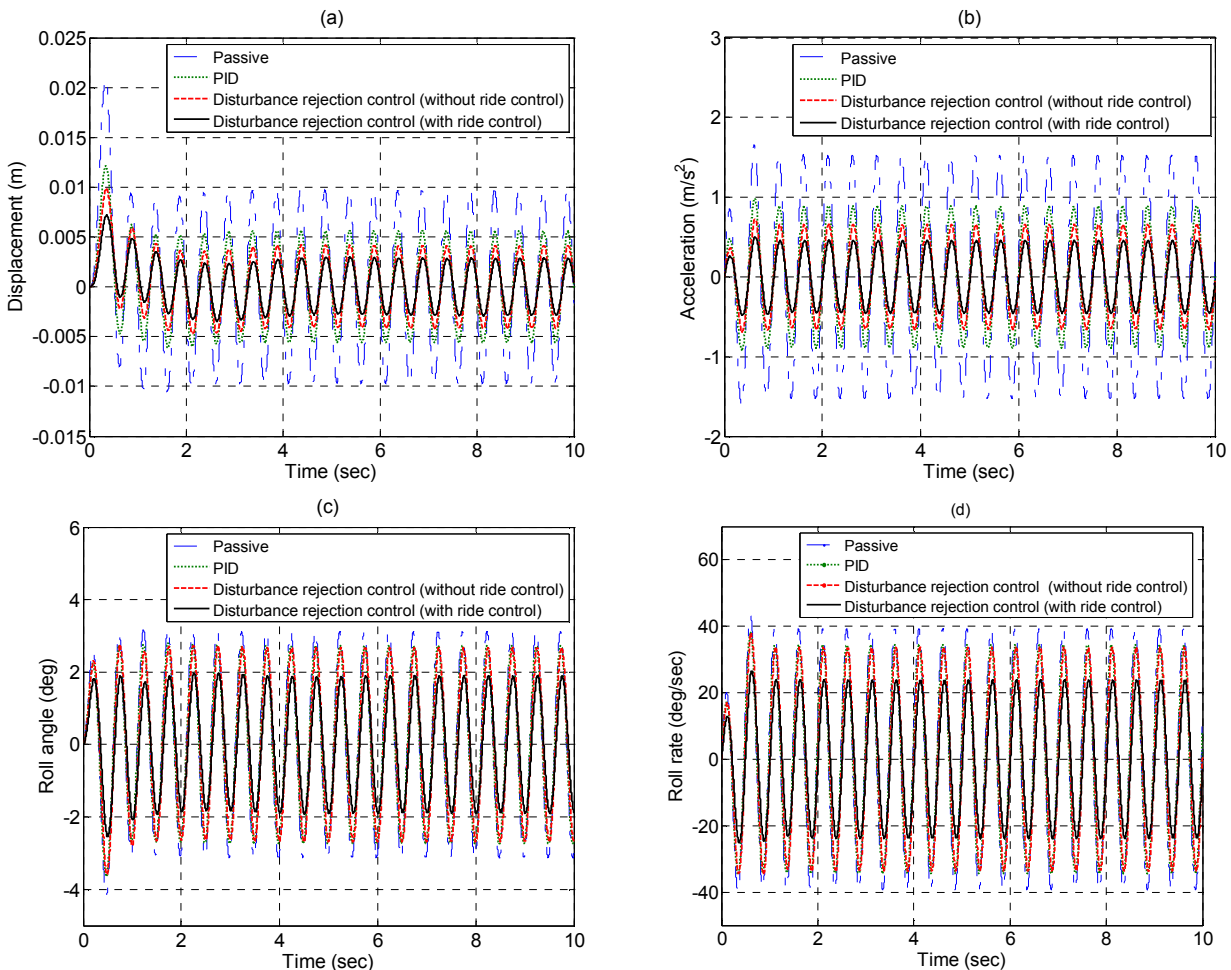 (a)
0.025
0.02
0.015
0.01
0.005
0
-0.005
-0.01
-0.015
Displacement (m)
Passive
PID
Disturbance rejection control (without ride control)
Disturbance rejection control (with ride control)
0 2 4 6 8 10
Time (sec)
(b)
3
2
1
0
-1
-2
Acceleration (m/s²)
Passive
PID
Disturbance rejection control (without ride control)
Disturbance rejection control (with ride control)
0 2 4 6 8 10
Time (sec)
(c)
6
4
2
0
-2
-4
Roll angle (deg)
Passive
PID
Disturbance rejection control (without ride control)
Disturbance rejection control (with ride control)
0 2 4 6 8 10
Time (sec)
(d)
60
40
20
0
-20
-40
Roll rate (deg/sec)
Passive
PID
Disturbance rejection control (without ride control)
Disturbance rejection control (with ride control)
0 2 4 6 8 10
Time (sec)